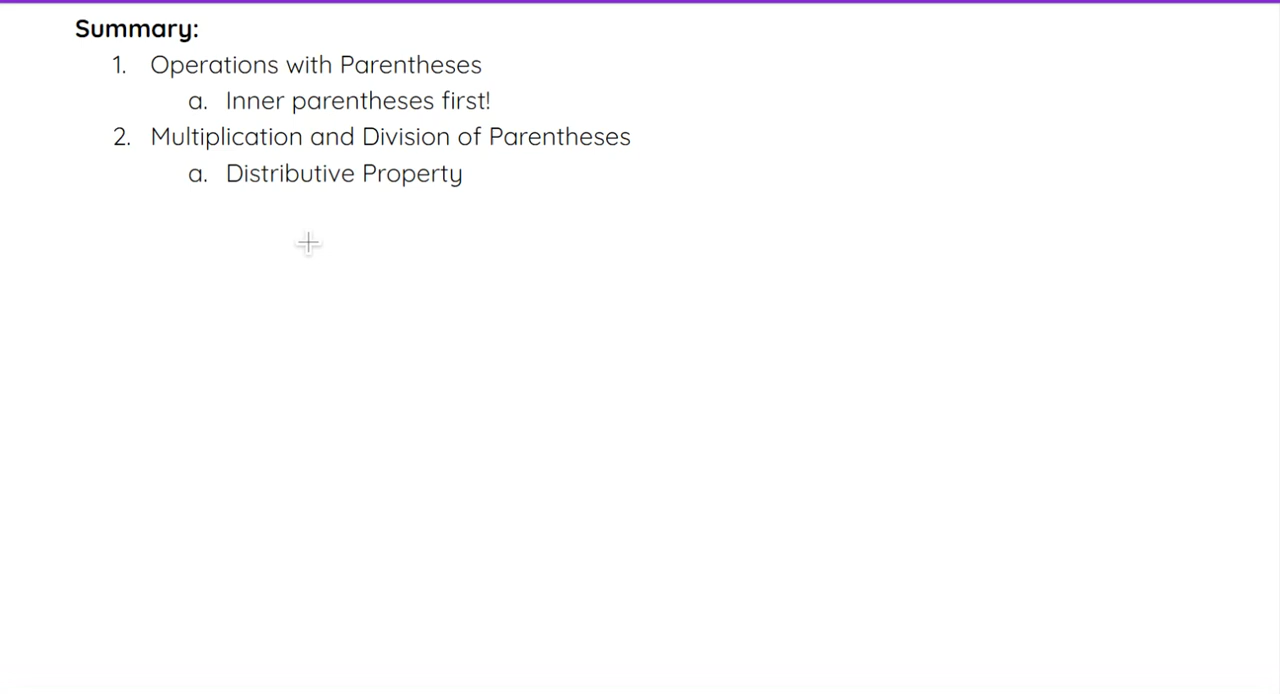 Summary:
1. Operations with Parentheses
a. Inner parentheses first!
2. Multiplication and Division of Parentheses
a. Distributive Property